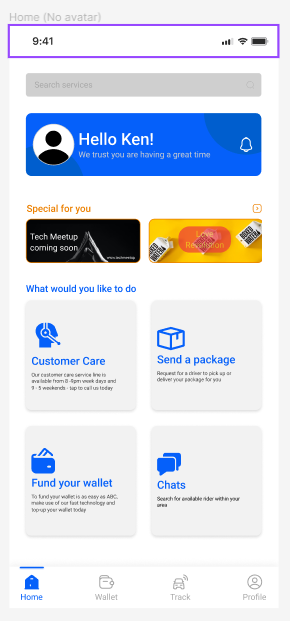 Home (No avatar)
9:41
Search services
Hello Ken!
We trust you are having a great time
Special for you
Tech Meetup
coming soon
Love
Reception
What would you like to do
Customer Care
Our customer care service line is
available from 8 -9pm week days and
9 - 5 weekends - tap to call us today
Send a package
Request for a driver to pick up or
deliver your package for you
Fund your wallet
To fund your wallet is as easy as ABC,
make use of our fast technology and
top-up your wallet today
Chats
Search for available rider within your
area
Home
Wallet
Track
Profile